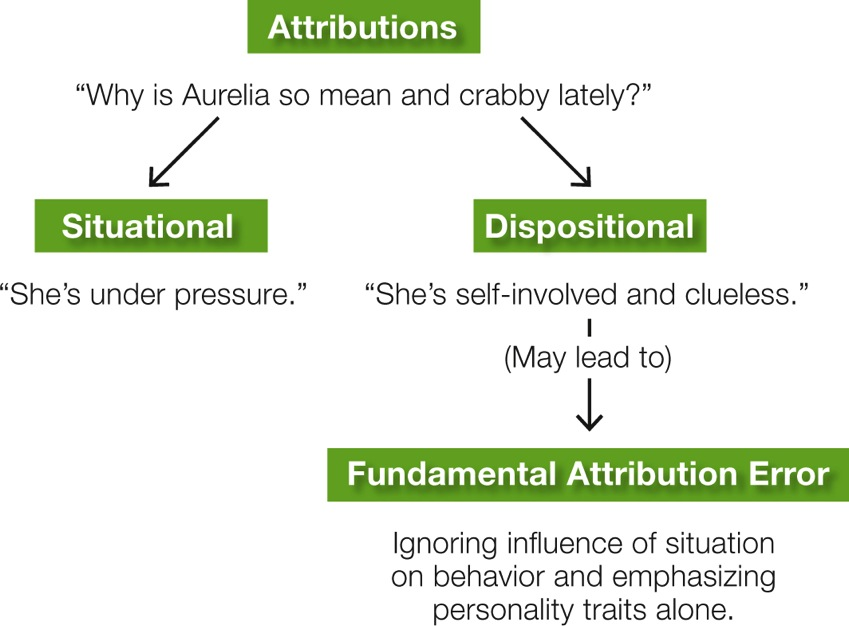 Attributions
“Why is Aurelia so mean and crabby lately?”
Situational
Dispositional
“She’s under pressure.”
“She’s self-involved and clueless.”
(May lead to)
Fundamental Attribution Error
Ignoring influence of situation
on behavior and emphasizing
personality traits alone.